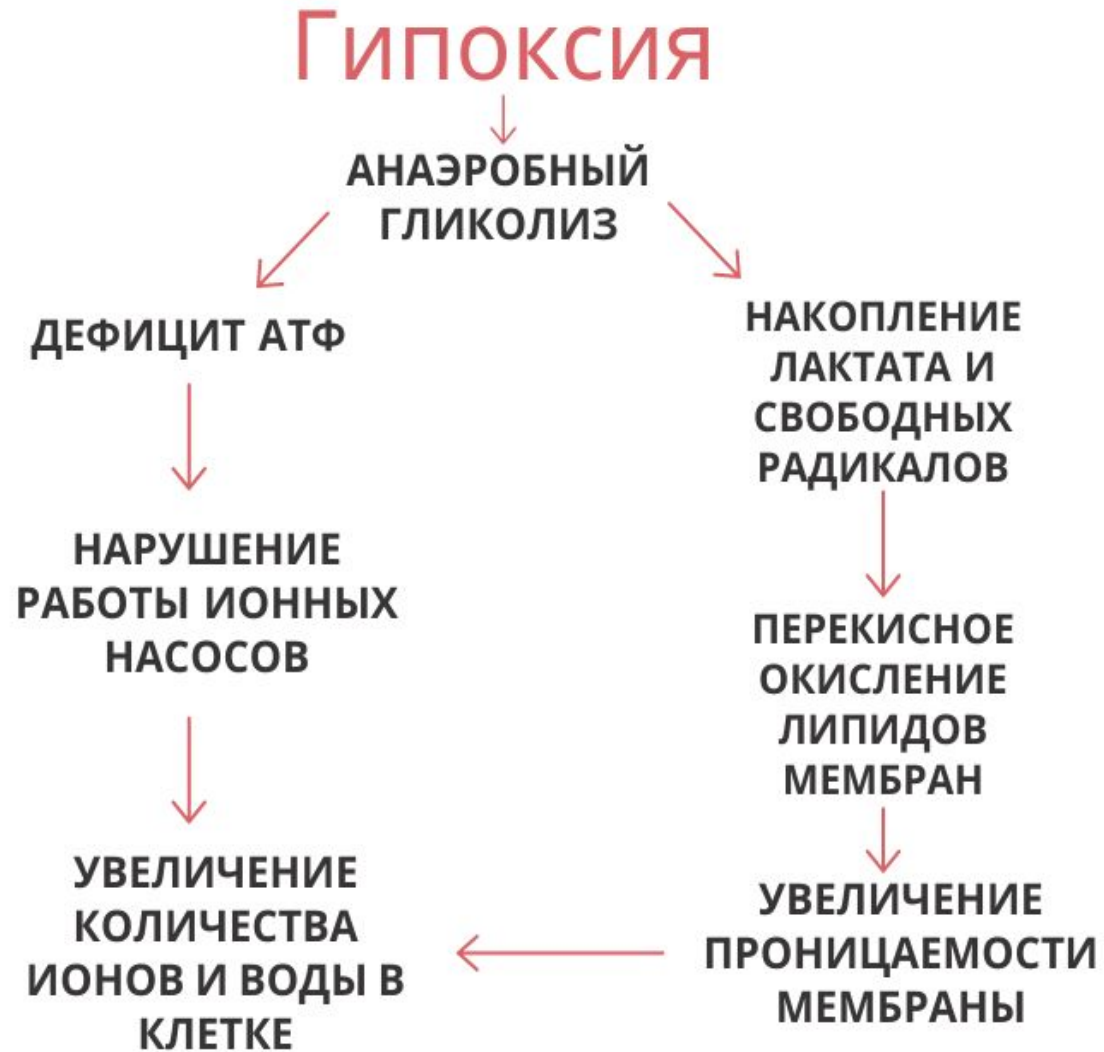 Гипоксия
АНАЭРОБНЫЙ
ГЛИКОЛИЗ
ДЕФИЦИТ АТФ
НАРУШЕНИЕ
РАБОТЫ ИОННЫХ
НАСОСОВ
НАКОПЛЕНИЕ
ЛАКТАТА И
СВОБОДНЫХ
РАДИКАЛОВ
ПЕРЕКИСНОЕ
ОКИСЛЕНИЕ
ЛИПИДОВ
МЕМБРАН
УВЕЛИЧЕНИЕ
ПРОНИЦАЕМОСТИ
МЕМБРАНЫ
УВЕЛИЧЕНИЕ
КОЛИЧЕСТВА
ИОНОВ И ВОДЫ В
КЛЕТКЕ